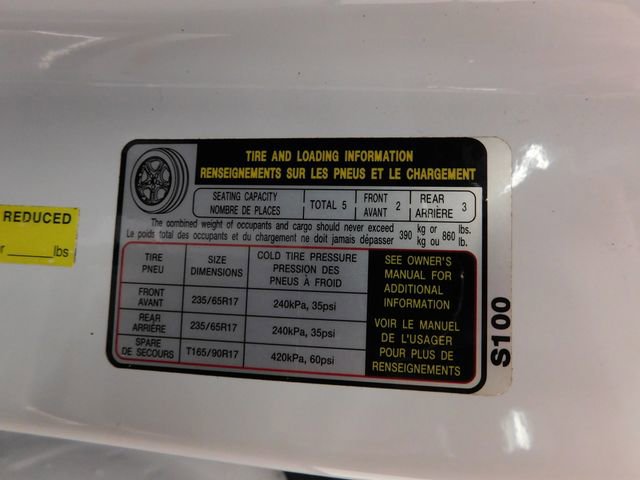 TIRE AND LOADING INFORMATION
RENSEIGNEMENTS SUR LES PNEUS ET LE CHARGEMENT
SEATING CAPACITY
NOMBRE DE PLACES
TOTAL 5
FRONT
AVANT 2
REAR
ARRIÈRE 3
The combined weight of occupants and cargo should never exceed 390 kg or 860 lbs.
Le poids total des occupants et du chargement ne doit jamais dépasser kg ou lb.
TIRE
PNEU
SIZE
DIMENSIONS
COLD TIRE PRESSURE
PRESSION DES
PNEUS À FROID
FRONT
AVANT
235/65R17
240kPa, 35psi
REAR
ARRIÈRE
235/65R17
240kPa, 35psi
SPARE
DE SECOURS
T165/90R17
420kPa, 60psi
SEE OWNER'S
MANUAL FOR
ADDITIONAL
INFORMATION
VOIR LE MANUEL
DE L'USAGER
POUR PLUS DE
RENSEIGNEMENTS
S100
REDUCED
lbs